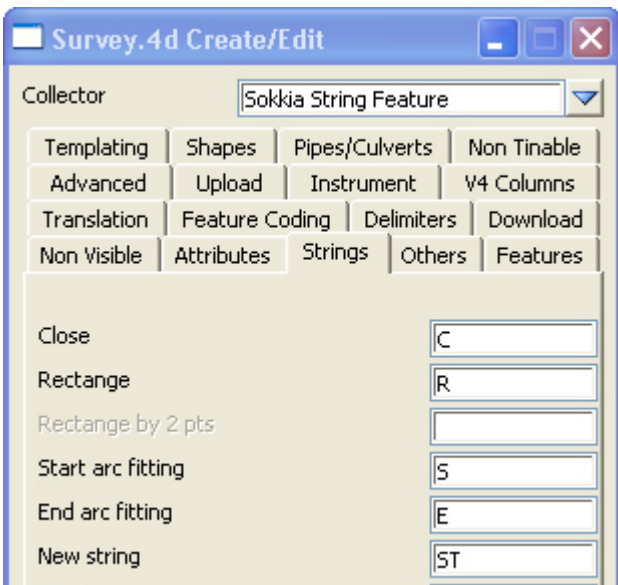 Survey.4d Create/Edit
Collector Sokkia String Feature
Templating Shapes Pipes/Culverts Non Tinable
Advanced Upload Instrument V4 Columns
Translation Feature Coding Delimiters Download
Non Visible Attributes Strings Others Features
Close C
Rectange R
Rectange by 2 pts
Start arc fitting S
End arc fitting E
New string ST